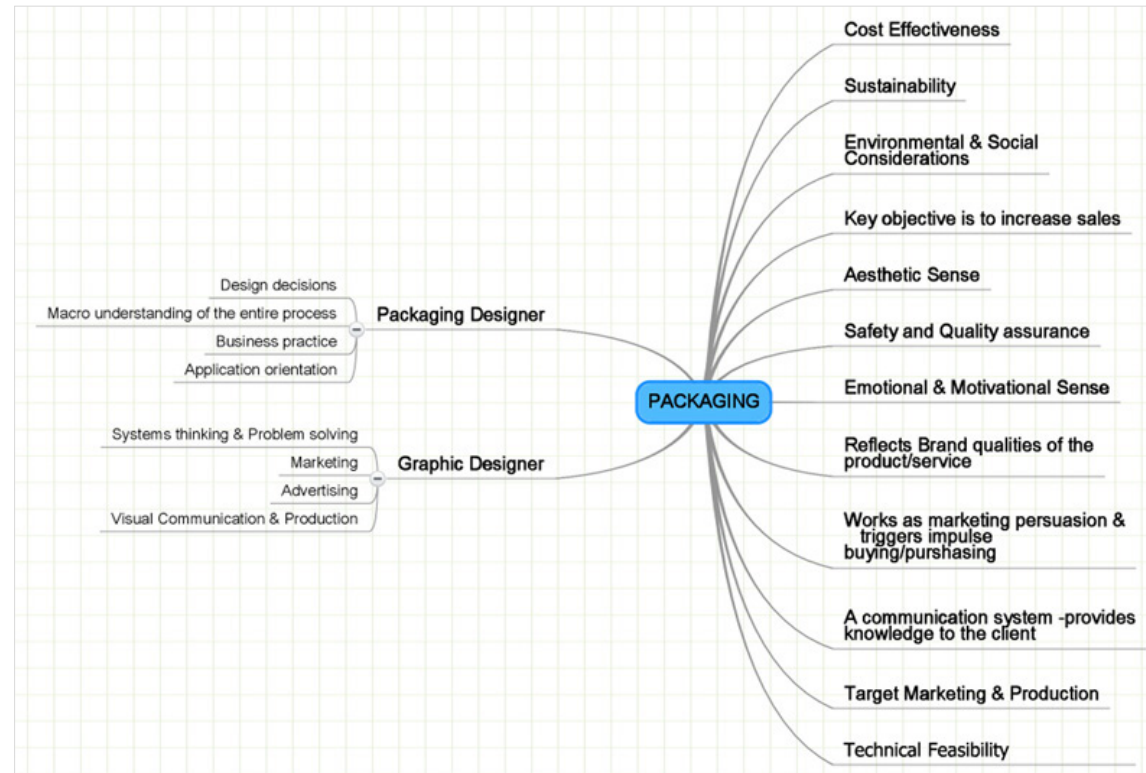 Design decisions
Macro understanding of the entire process
Business practice
Application orientation
Packaging Designer
Systems thinking & Problem solving
Marketing
Advertising
Visual Communication & Production
Graphic Designer
PACKAGING
Cost Effectiveness
Sustainability
Environmental & Social
Considerations
Key objective is to increase sales
Aesthetic Sense
Safety and Quality assurance
Emotional & Motivational Sense
Reflects Brand qualities of the
product/service
Works as marketing persuasion &
triggers impulse
buying/purshasing
A communication system -provides
knowledge to the client
Target Marketing & Production
Technical Feasibility